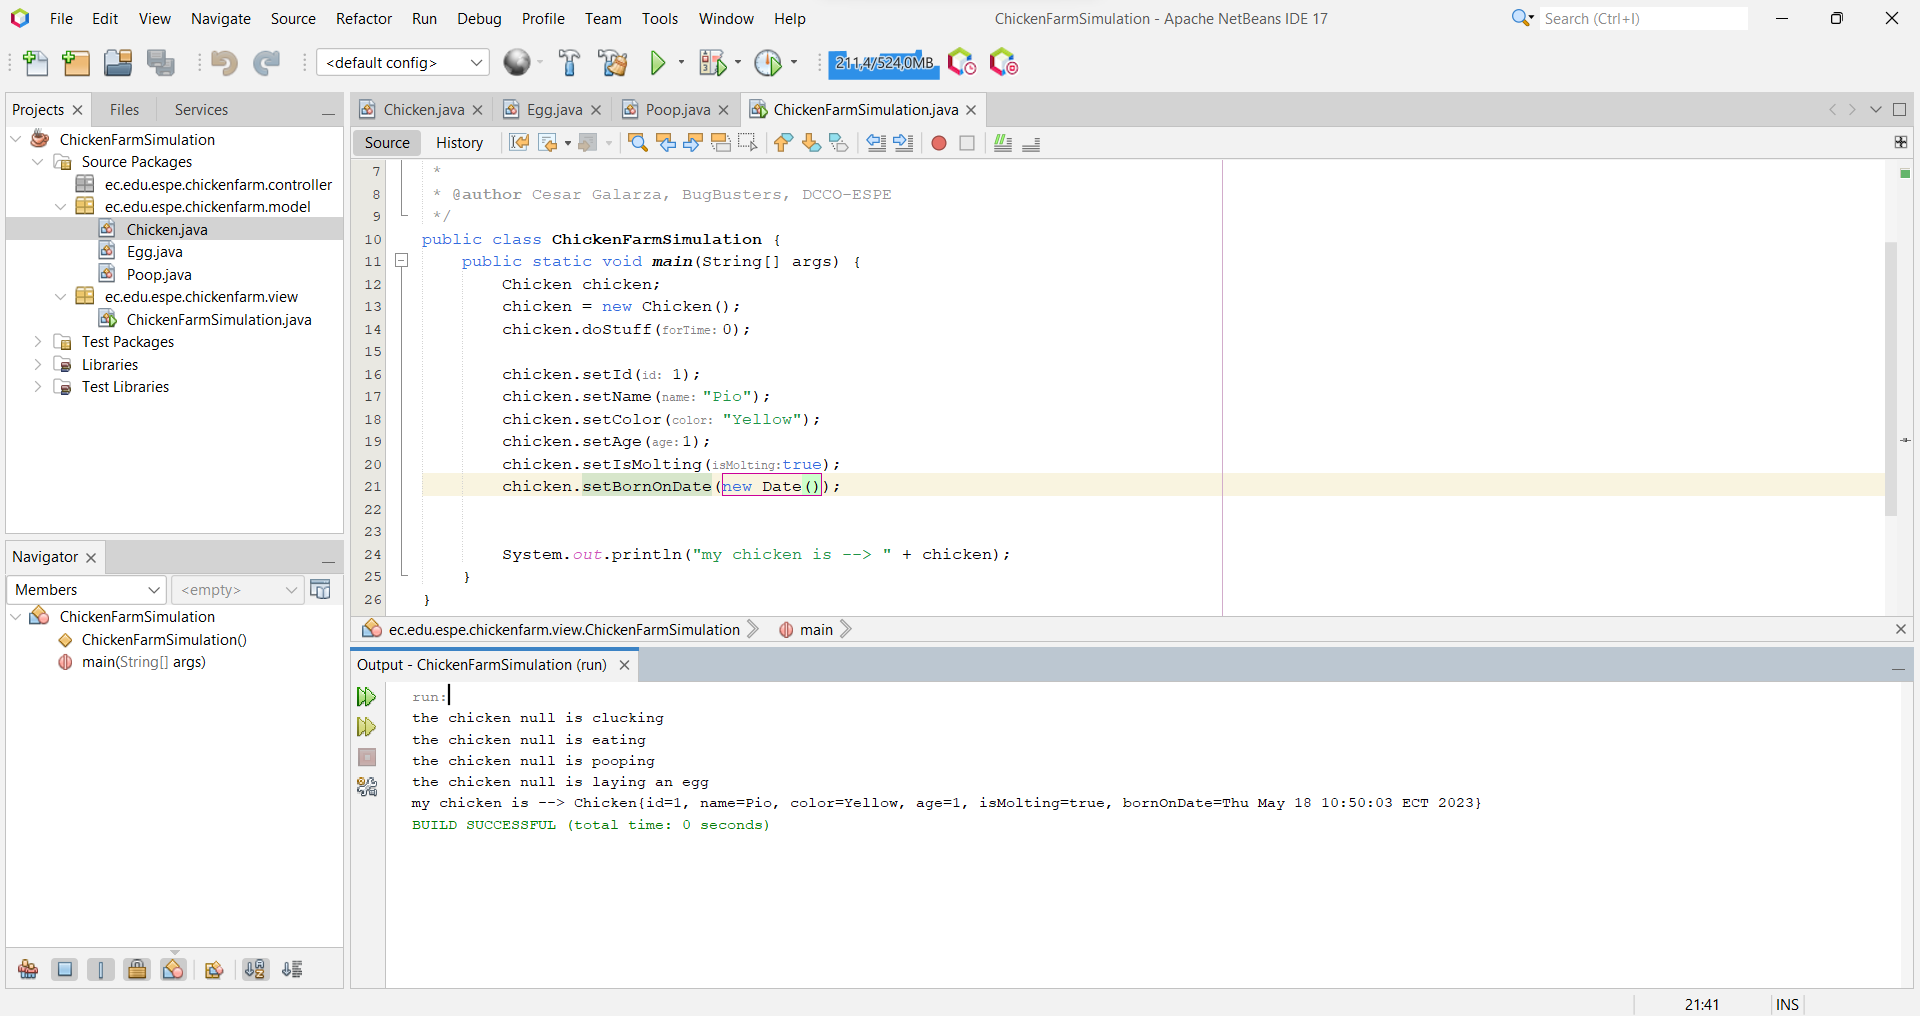 File Edit View Navigate Source Refactor Run Debug Profile Team Tools Window Help
ChickenFarmSimulation - Apache NetBeans IDE 17
Search (Ctrl+I)
<default config>
211,4/524,0MB
Projects Files Services
ChickenFarmSimulation
Source Packages
ec.edu.espe.chickenfarm.controller
ec.edu.espe.chickenfarm.model
Chicken.java
Egg.java
Poop.java
ec.edu.espe.chickenfarm.view
ChickenFarmSimulation.java
Test Packages
Libraries
Test Libraries
Navigator
Members
<empty>
ChickenFarmSimulation
ChickenFarmSimulation()
main(String[] args)
Chicken.java Egg.java Poop.java ChickenFarmSimulation.java
Source History
7 *
8 * @author Cesar Galarza, BugBusters, DCCO-ESPE
9 */
10 public class ChickenFarmSimulation {
11 public static void main(String[] args) {
12 Chicken chicken;
13 chicken = new Chicken();
14 chicken.doStuff(forTime: 0);
15
16 chicken.setId(id: 1);
17 chicken.setName(name: "Pio");
18 chicken.setColor(color: "Yellow");
19 chicken.setAge(age: 1);
20 chicken.setIsMolting(isMolting: true);
21 chicken.setBornOnDate(new Date());
22
23
24 System.out.println("my chicken is --> " + chicken);
25 }
26 }
ec.edu.espe.chickenfarm.view.ChickenFarmSimulation main
Output - ChickenFarmSimulation (run)
run:
the chicken null is clucking
the chicken null is eating
the chicken null is pooping
the chicken null is laying an egg
my chicken is --> Chicken{id=1, name=Pio, color=Yellow, age=1, isMolting=true, bornOnDate=Thu May 18 10:50:03 ECT 2023}
BUILD SUCCESSFUL (total time: 0 seconds)
21:41 INS